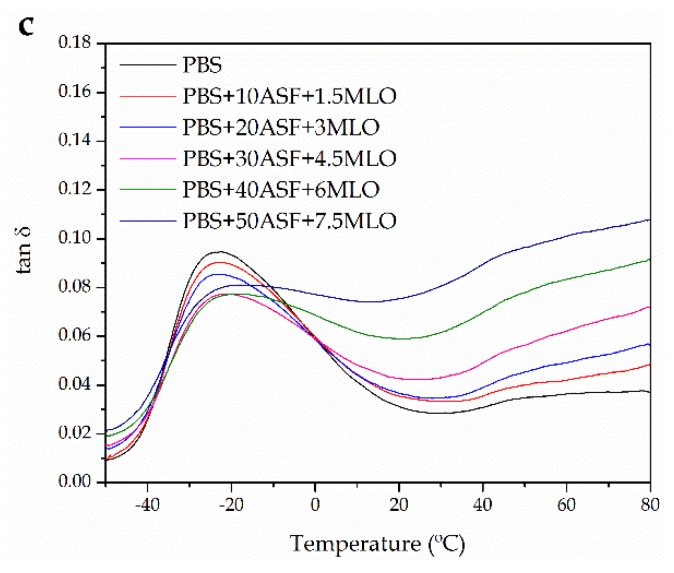 c
0.18
0.16
0.14
0.12
0.10
0.08
0.06
0.04
0.02
0.00
tan δ
PBS
PBS+10ASF+1.5MLO
PBS+20ASF+3MLO
PBS+30ASF+4.5MLO
PBS+40ASF+6MLO
PBS+50ASF+7.5MLO
-40 -20 0 20 40 60 80
Temperature (ºC)